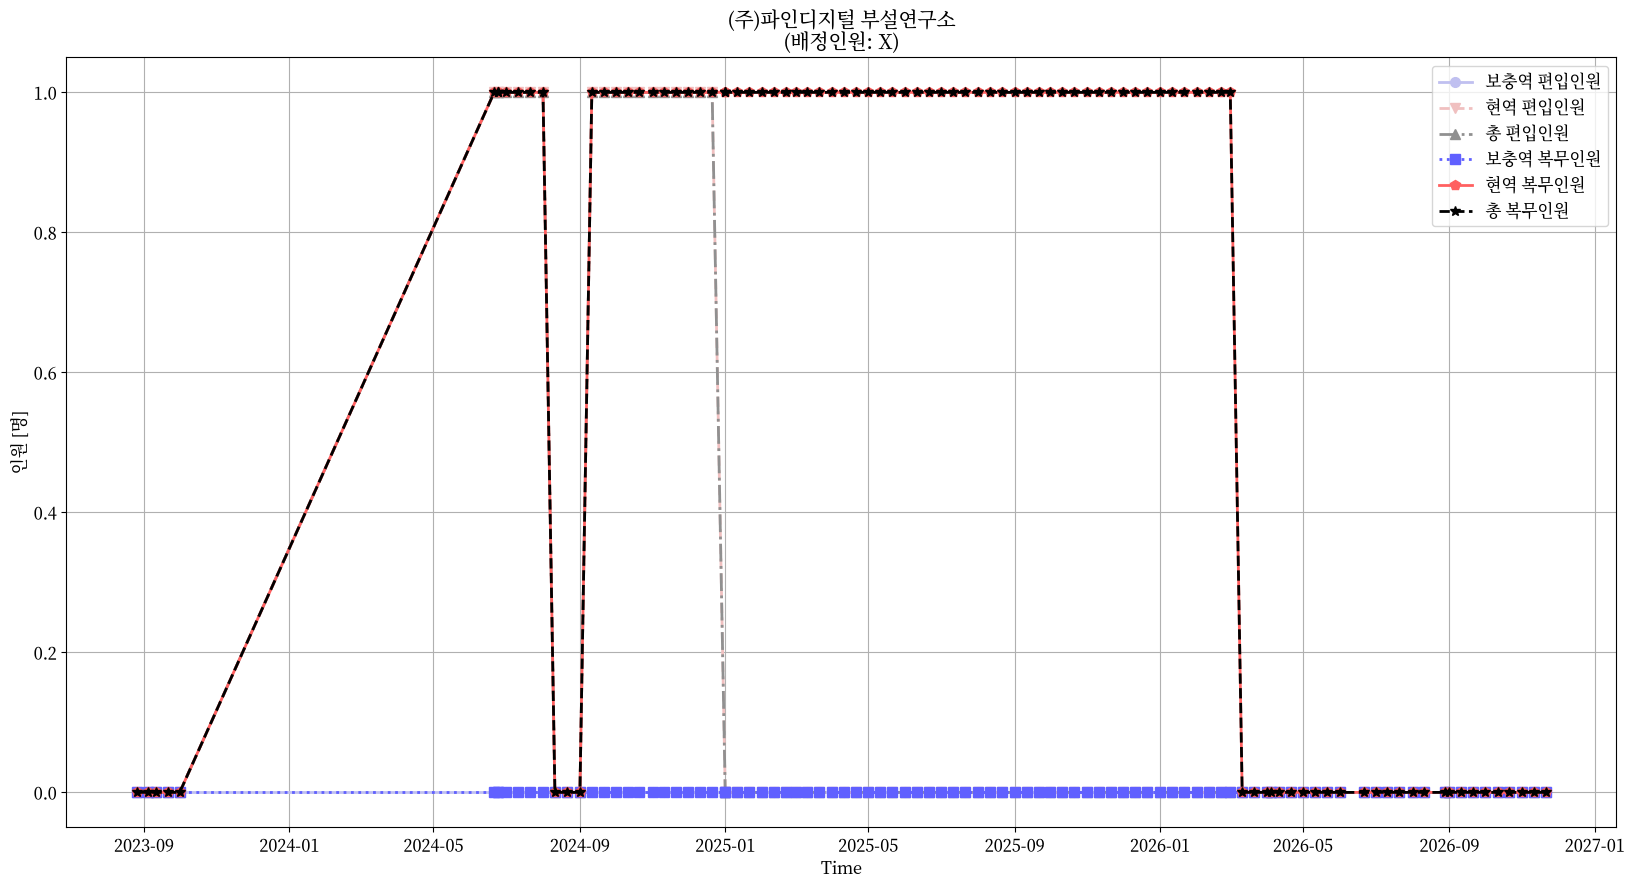 (주)파인디지털 부설연구소
(배정인원: X)
보충역 편입인원
현역 편입인원
총 편입인원
보충역 복무인원
현역 복무인원
총 복무인원
인원 [명]
1.0
0.8
0.6
0.4
0.2
0.0
2023-09 2024-01 2024-05 2024-09 2025-01 2025-05 2025-09 2026-01 2026-05 2026-09 2027-01
Time